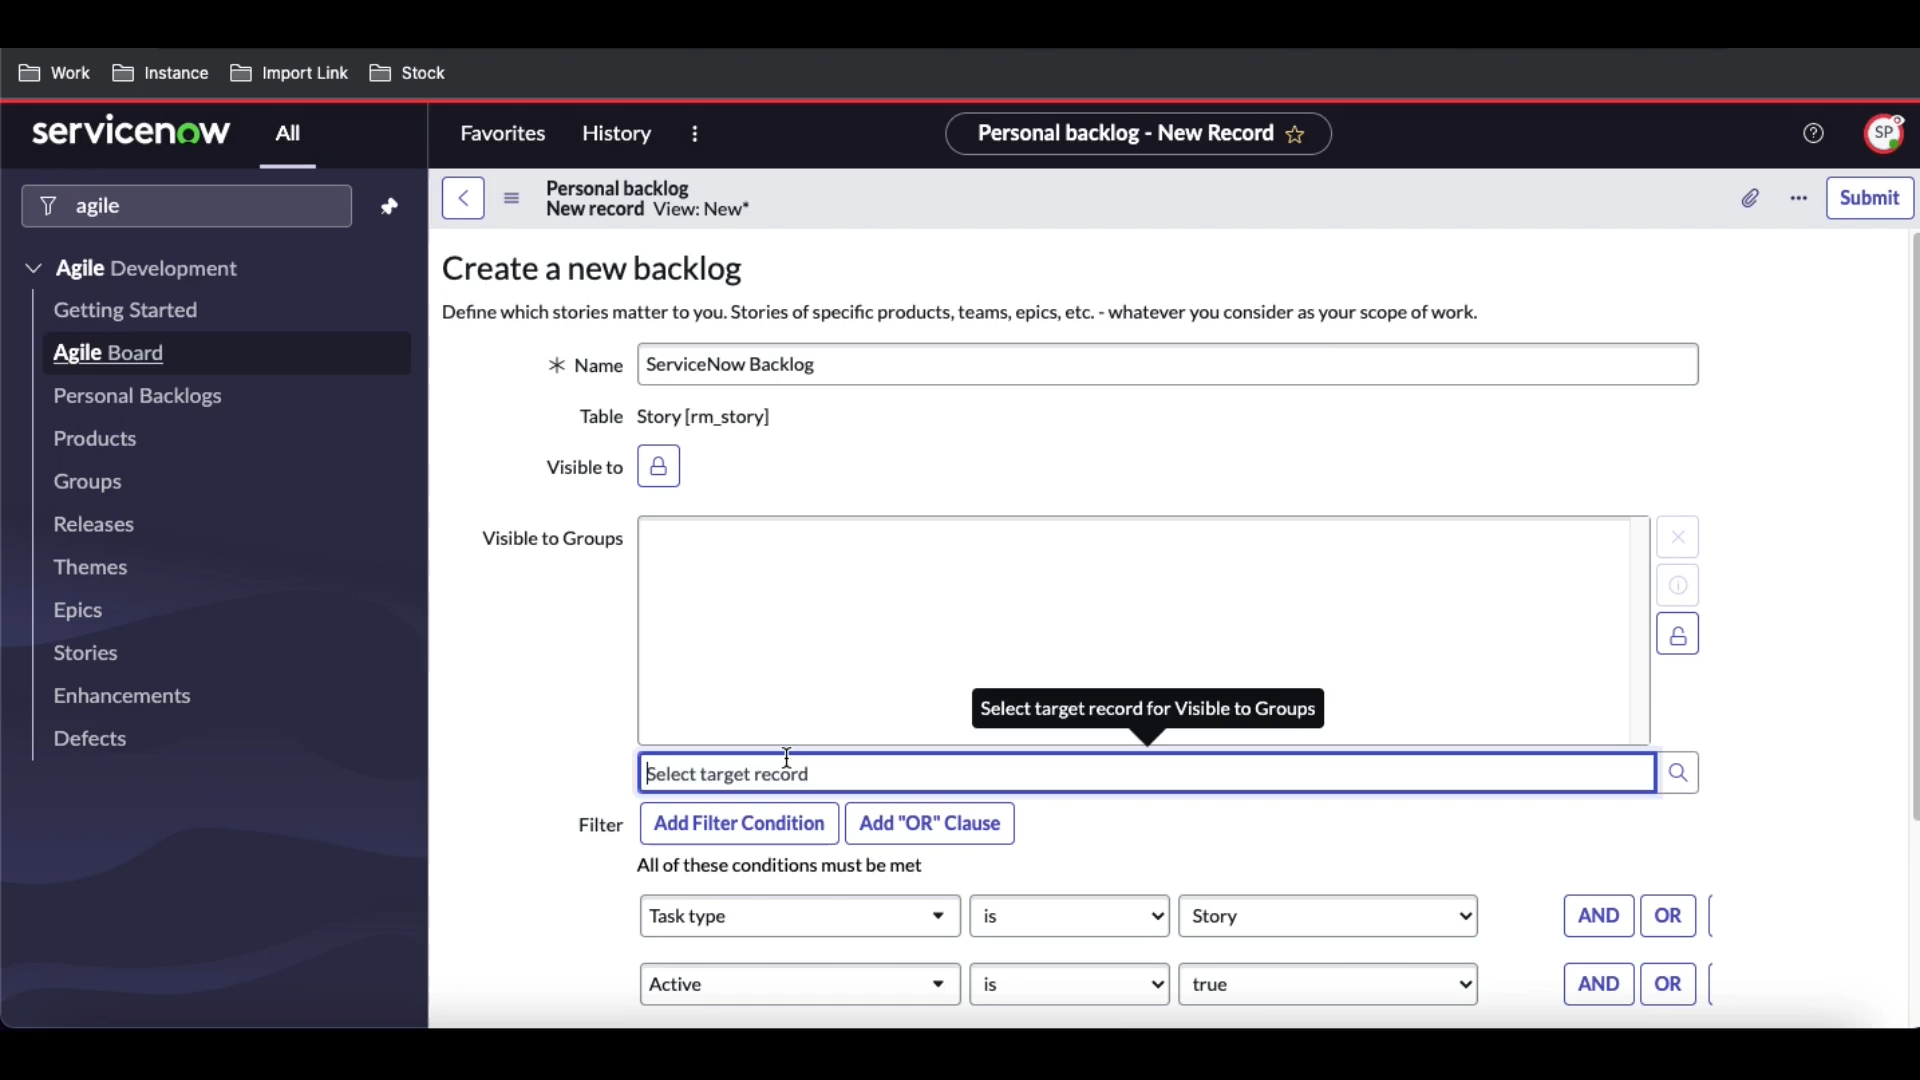 Work Instance Import Link Stock
servicenow All Favorites History Personal backlog - New Record SP
agile
Agile Development
Getting Started
Agile Board
Personal Backlogs
Products
Groups
Releases
Themes
Epics
Stories
Enhancements
Defects
Personal backlog
New record View: New*
Submit
Create a new backlog
Define which stories matter to you. Stories of specific products, teams, epics, etc. - whatever you consider as your scope of work.
* Name ServiceNow Backlog
Table Story [rm_story]
Visible to
Visible to Groups
Select target record for Visible to Groups
Select target record
Filter Add Filter Condition Add "OR" Clause
All of these conditions must be met
Task type is Story AND OR
Active is true AND OR